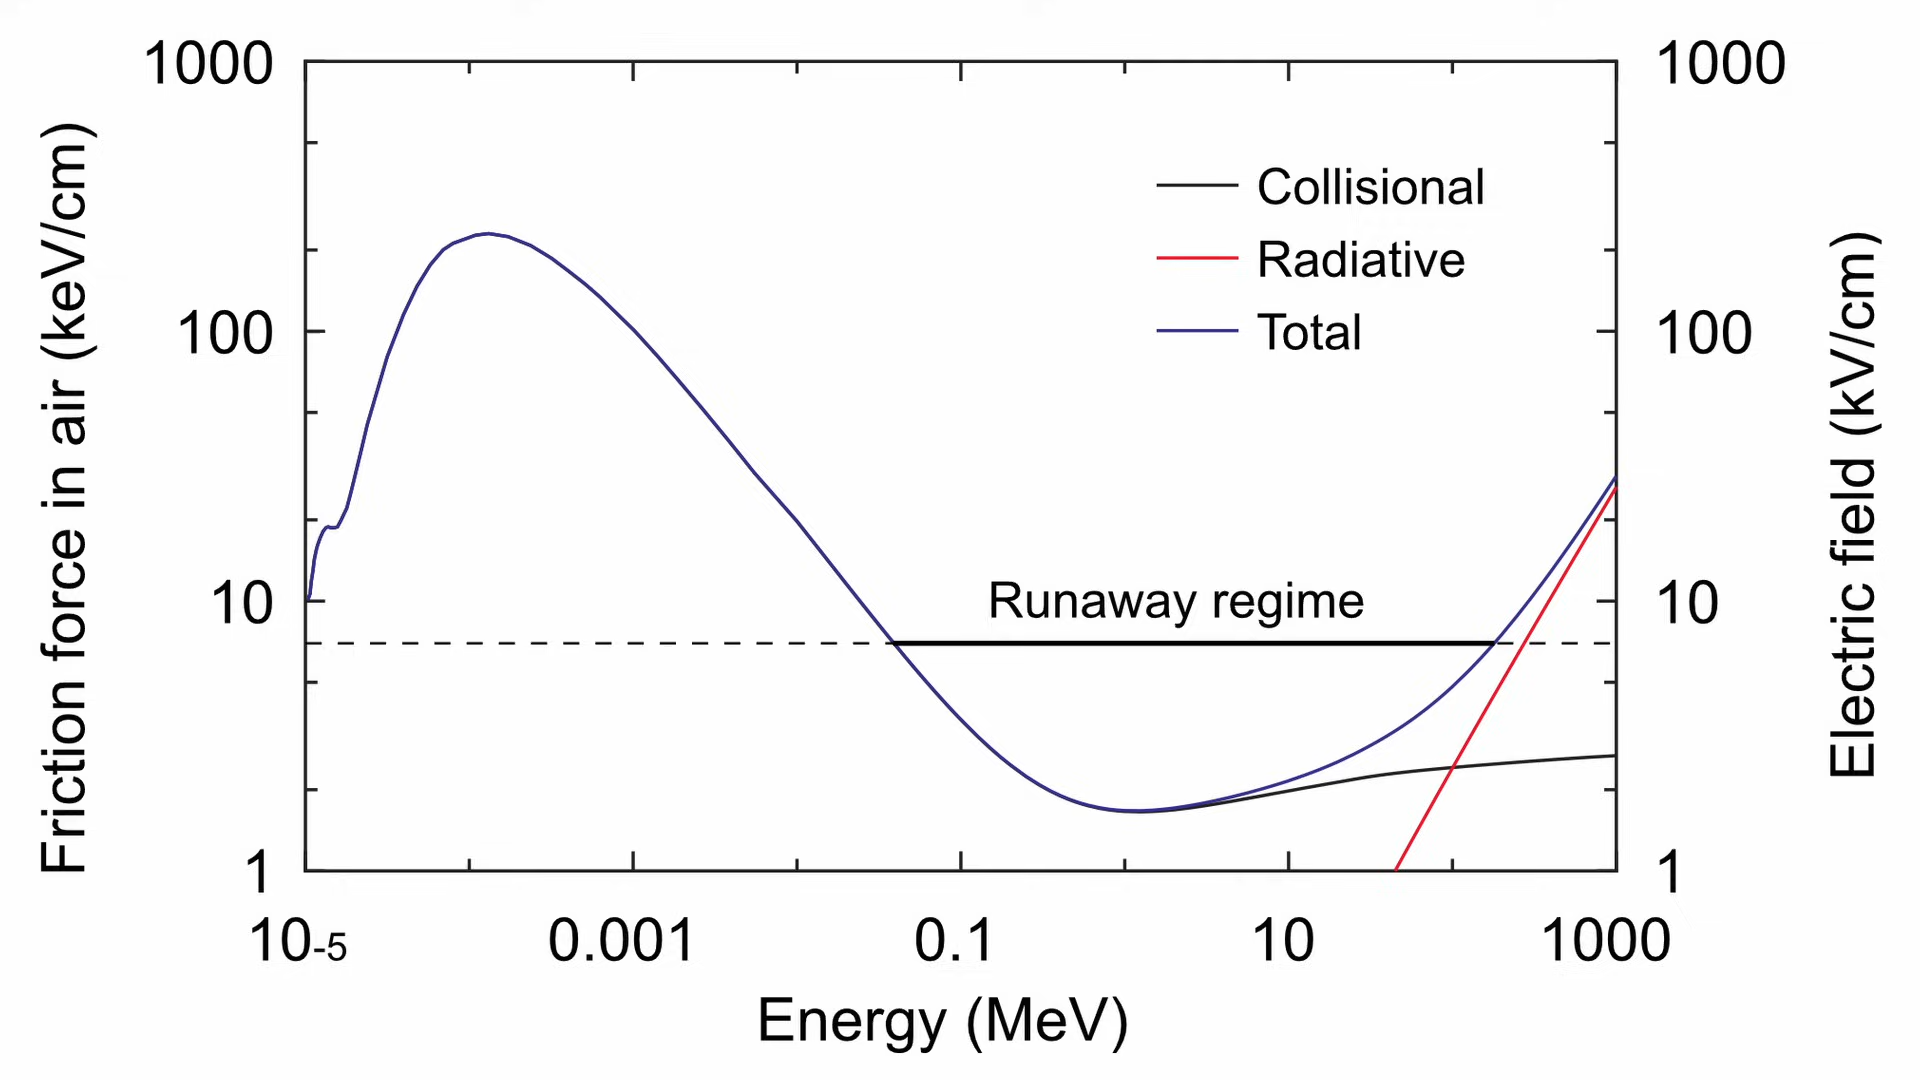 1000
100
10
1
Friction force in air (keV/cm)
Collisional
Radiative
Total
Runaway regime
1000
100
10
1
Electric field (kV/cm)
10-5
0.001
0.1
10
1000
Energy (MeV)